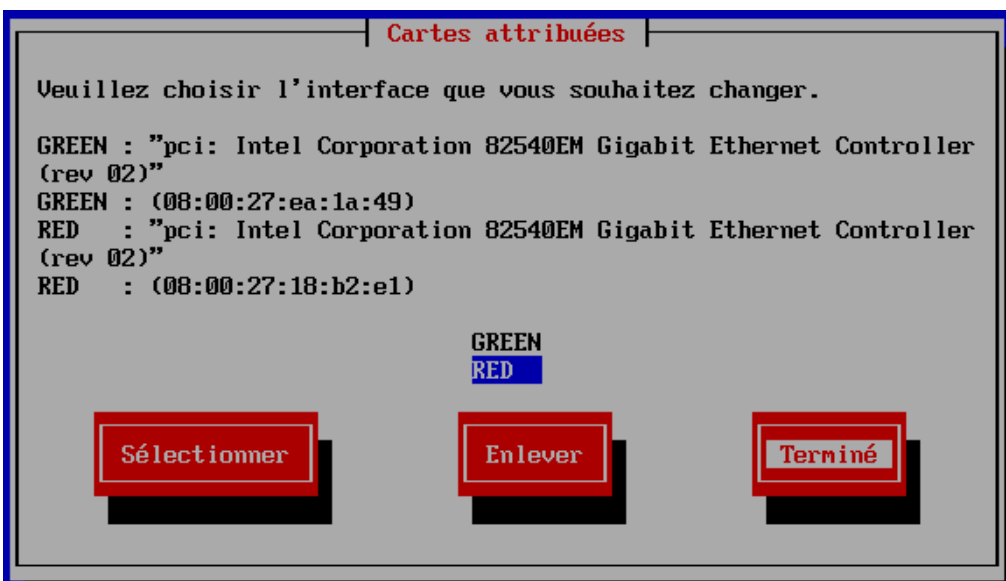 Cartes attribuées
Veuillez choisir l'interface que vous souhaitez changer.
GREEN : "pci: Intel Corporation 82540EM Gigabit Ethernet Controller
(rev 02)"
GREEN : (08:00:27:ea:1a:49)
RED   : "pci: Intel Corporation 82540EM Gigabit Ethernet Controller
(rev 02)"
RED   : (08:00:27:18:b2:e1)
GREEN
RED
Sélectionner Enlever Terminé